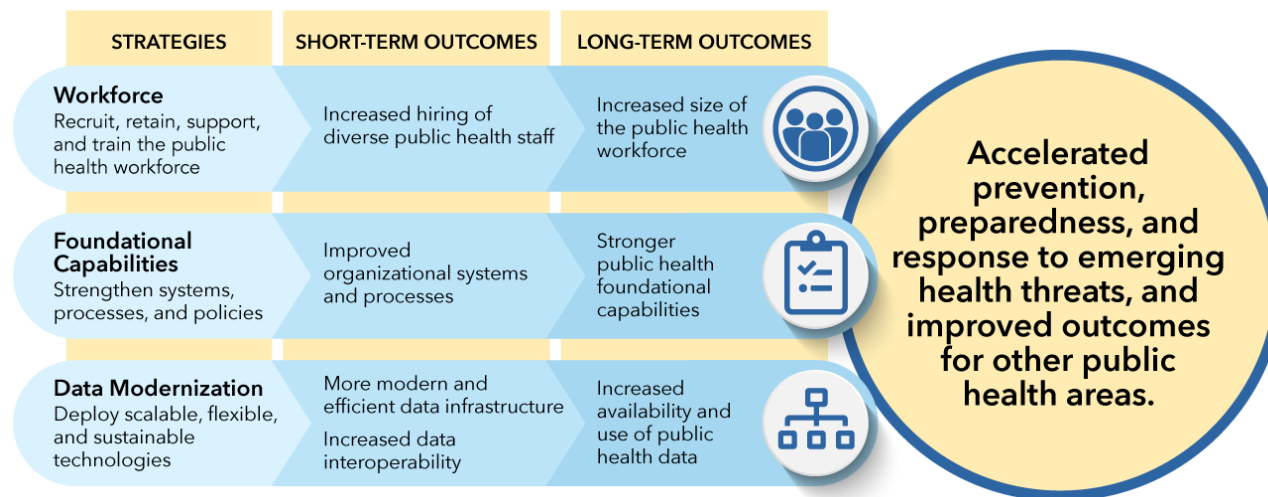 STRATEGIES
SHORT-TERM OUTCOMES
LONG-TERM OUTCOMES
Workforce
Recruit, retain, support,
and train the public
health workforce
Increased hiring of
diverse public health staff
Increased size of
the public health
workforce
Foundational
Capabilities
Strengthen systems,
processes, and policies
Improved
organizational systems
and processes
Stronger
public health
foundational
capabilities
Data Modernization
Deploy scalable, flexible,
and sustainable
technologies
More modern and
efficient data infrastructure
Increased data
interoperability
Increased
availability and
use of public
health data
Accelerated
prevention,
preparedness, and
response to emerging
health threats, and
improved outcomes
for other public
health areas.